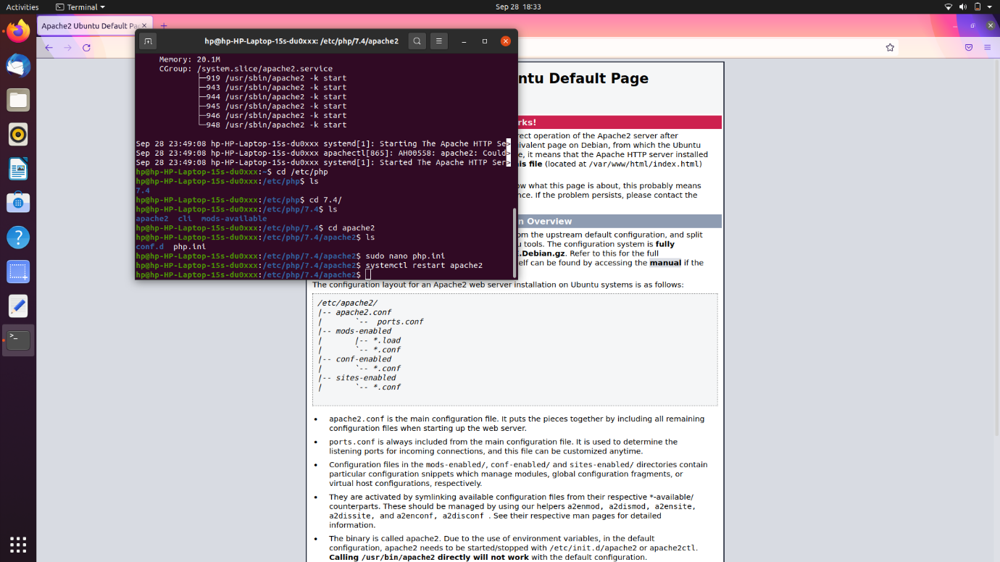 Activities
Terminal
Sep 28 18:33
Apache2 Ubuntu Default Pa
hp@hp-HP-Laptop-15s-du0xxx: /etc/php/7.4/apache2
Memory: 20.1M
CGroup: /system.slice/apache2.service
├─919 /usr/sbin/apache2 -k start
├─943 /usr/sbin/apache2 -k start
├─944 /usr/sbin/apache2 -k start
├─945 /usr/sbin/apache2 -k start
├─946 /usr/sbin/apache2 -k start
└─948 /usr/sbin/apache2 -k start
Sep 28 23:49:08 hp-HP-Laptop-15s-du0xxx systemd[1]: Starting The Apache HTTP Se>
Sep 28 23:49:08 hp-HP-Laptop-15s-du0xxx apachectl[865]: AH00558: apache2: Could>
Sep 28 23:49:08 hp-HP-Laptop-15s-du0xxx systemd[1]: Started The Apache HTTP Ser>
hp@hp-HP-Laptop-15s-du0xxx:~$ cd /etc/php
hp@hp-HP-Laptop-15s-du0xxx:/etc/php$ ls
7.4
hp@hp-HP-Laptop-15s-du0xxx:/etc/php$ cd 7.4/
hp@hp-HP-Laptop-15s-du0xxx:/etc/php/7.4$ ls
apache2 cli mods-available
hp@hp-HP-Laptop-15s-du0xxx:/etc/php/7.4$ cd apache2
hp@hp-HP-Laptop-15s-du0xxx:/etc/php/7.4/apache2$ ls
conf.d php.ini
hp@hp-HP-Laptop-15s-du0xxx:/etc/php/7.4/apache2$ sudo nano php.ini
hp@hp-HP-Laptop-15s-du0xxx:/etc/php/7.4/apache2$ systemctl restart apache2
hp@hp-HP-Laptop-15s-du0xxx:/etc/php/7.4/apache2$
ntu Default Page
rks!
rect operation of the Apache2 server after
ivalent page on Debian, from which the Ubuntu
e, it means that the Apache HTTP server installed
his file (located at /var/www/html/index.html)
ow what this page is about, this probably means
nce. If the problem persists, please contact the
n Overview
om the upstream default configuration, and split
u tools. The configuration system is fully
.Debian.gz. Refer to this for the full
elf can be found by accessing the manual if the
The configuration layout for an Apache2 web server installation on Ubuntu systems is as follows:
/etc/apache2/
|-- apache2.conf
| `-- ports.conf
|-- mods-enabled
| |-- *.load
| `-- *.conf
|-- conf-enabled
| `-- *.conf
|-- sites-enabled
| `-- *.conf
• apache2.conf is the main configuration file. It puts the pieces together by including all remaining
configuration files when starting up the web server.
• ports.conf is always included from the main configuration file. It is used to determine the
listening ports for incoming connections, and this file can be customized anytime.
• Configuration files in the mods-enabled/, conf-enabled/ and sites-enabled/ directories contain
particular configuration snippets which manage modules, global configuration fragments, or
virtual host configurations, respectively.
• They are activated by symlinking available configuration files from their respective *-available/
counterparts. These should be managed by using our helpers a2enmod, a2dismod, a2ensite,
a2dissite, and a2enconf, a2disconf . See their respective man pages for detailed
information.
• The binary is called apache2. Due to the use of environment variables, in the default
configuration, apache2 needs to be started/stopped with /etc/init.d/apache2 or apache2ctl.
Calling /usr/bin/apache2 directly will not work with the default configuration.